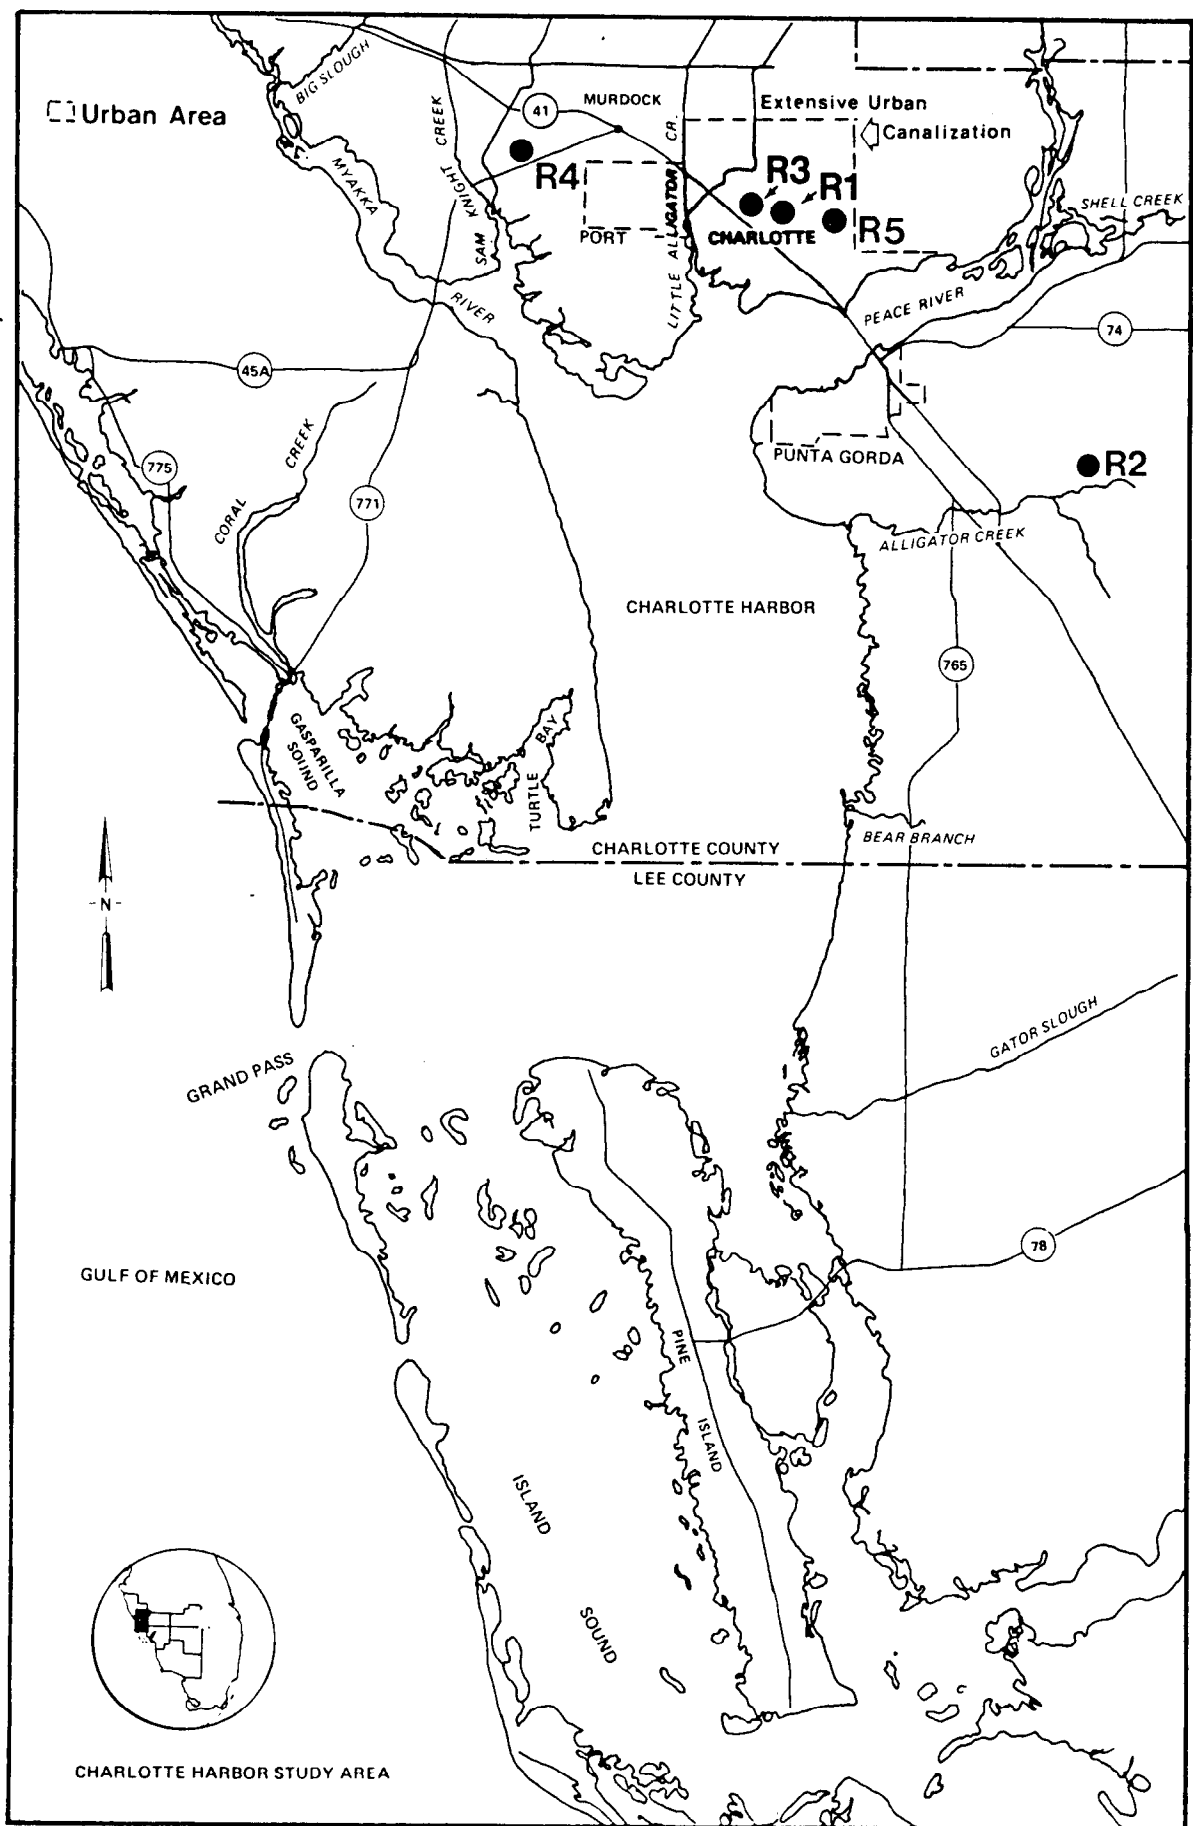 BIG SLOUGH
Urban Area
41
MURDOCK
Extensive Urban
Canalization
CREEK
KNIGHT
SAM
MYAKKA
RIVER
R4
PORT
LITTLE ALLIGATOR CR.
R3
R1
CHARLOTTE
R5
SHELL CREEK
PEACE RIVER
74
45A
CORAL CREEK
775
771
PUNTA GORDA
R2
ALLIGATOR CREEK
CHARLOTTE HARBOR
765
GASPARILLA
SOUND
TURTLE BAY
BEAR BRANCH
CHARLOTTE COUNTY
LEE COUNTY
-N-
GATOR SLOUGH
GRAND PASS
78
GULF OF MEXICO
PINE
ISLAND
ISLAND
SOUND
CHARLOTTE HARBOR STUDY AREA